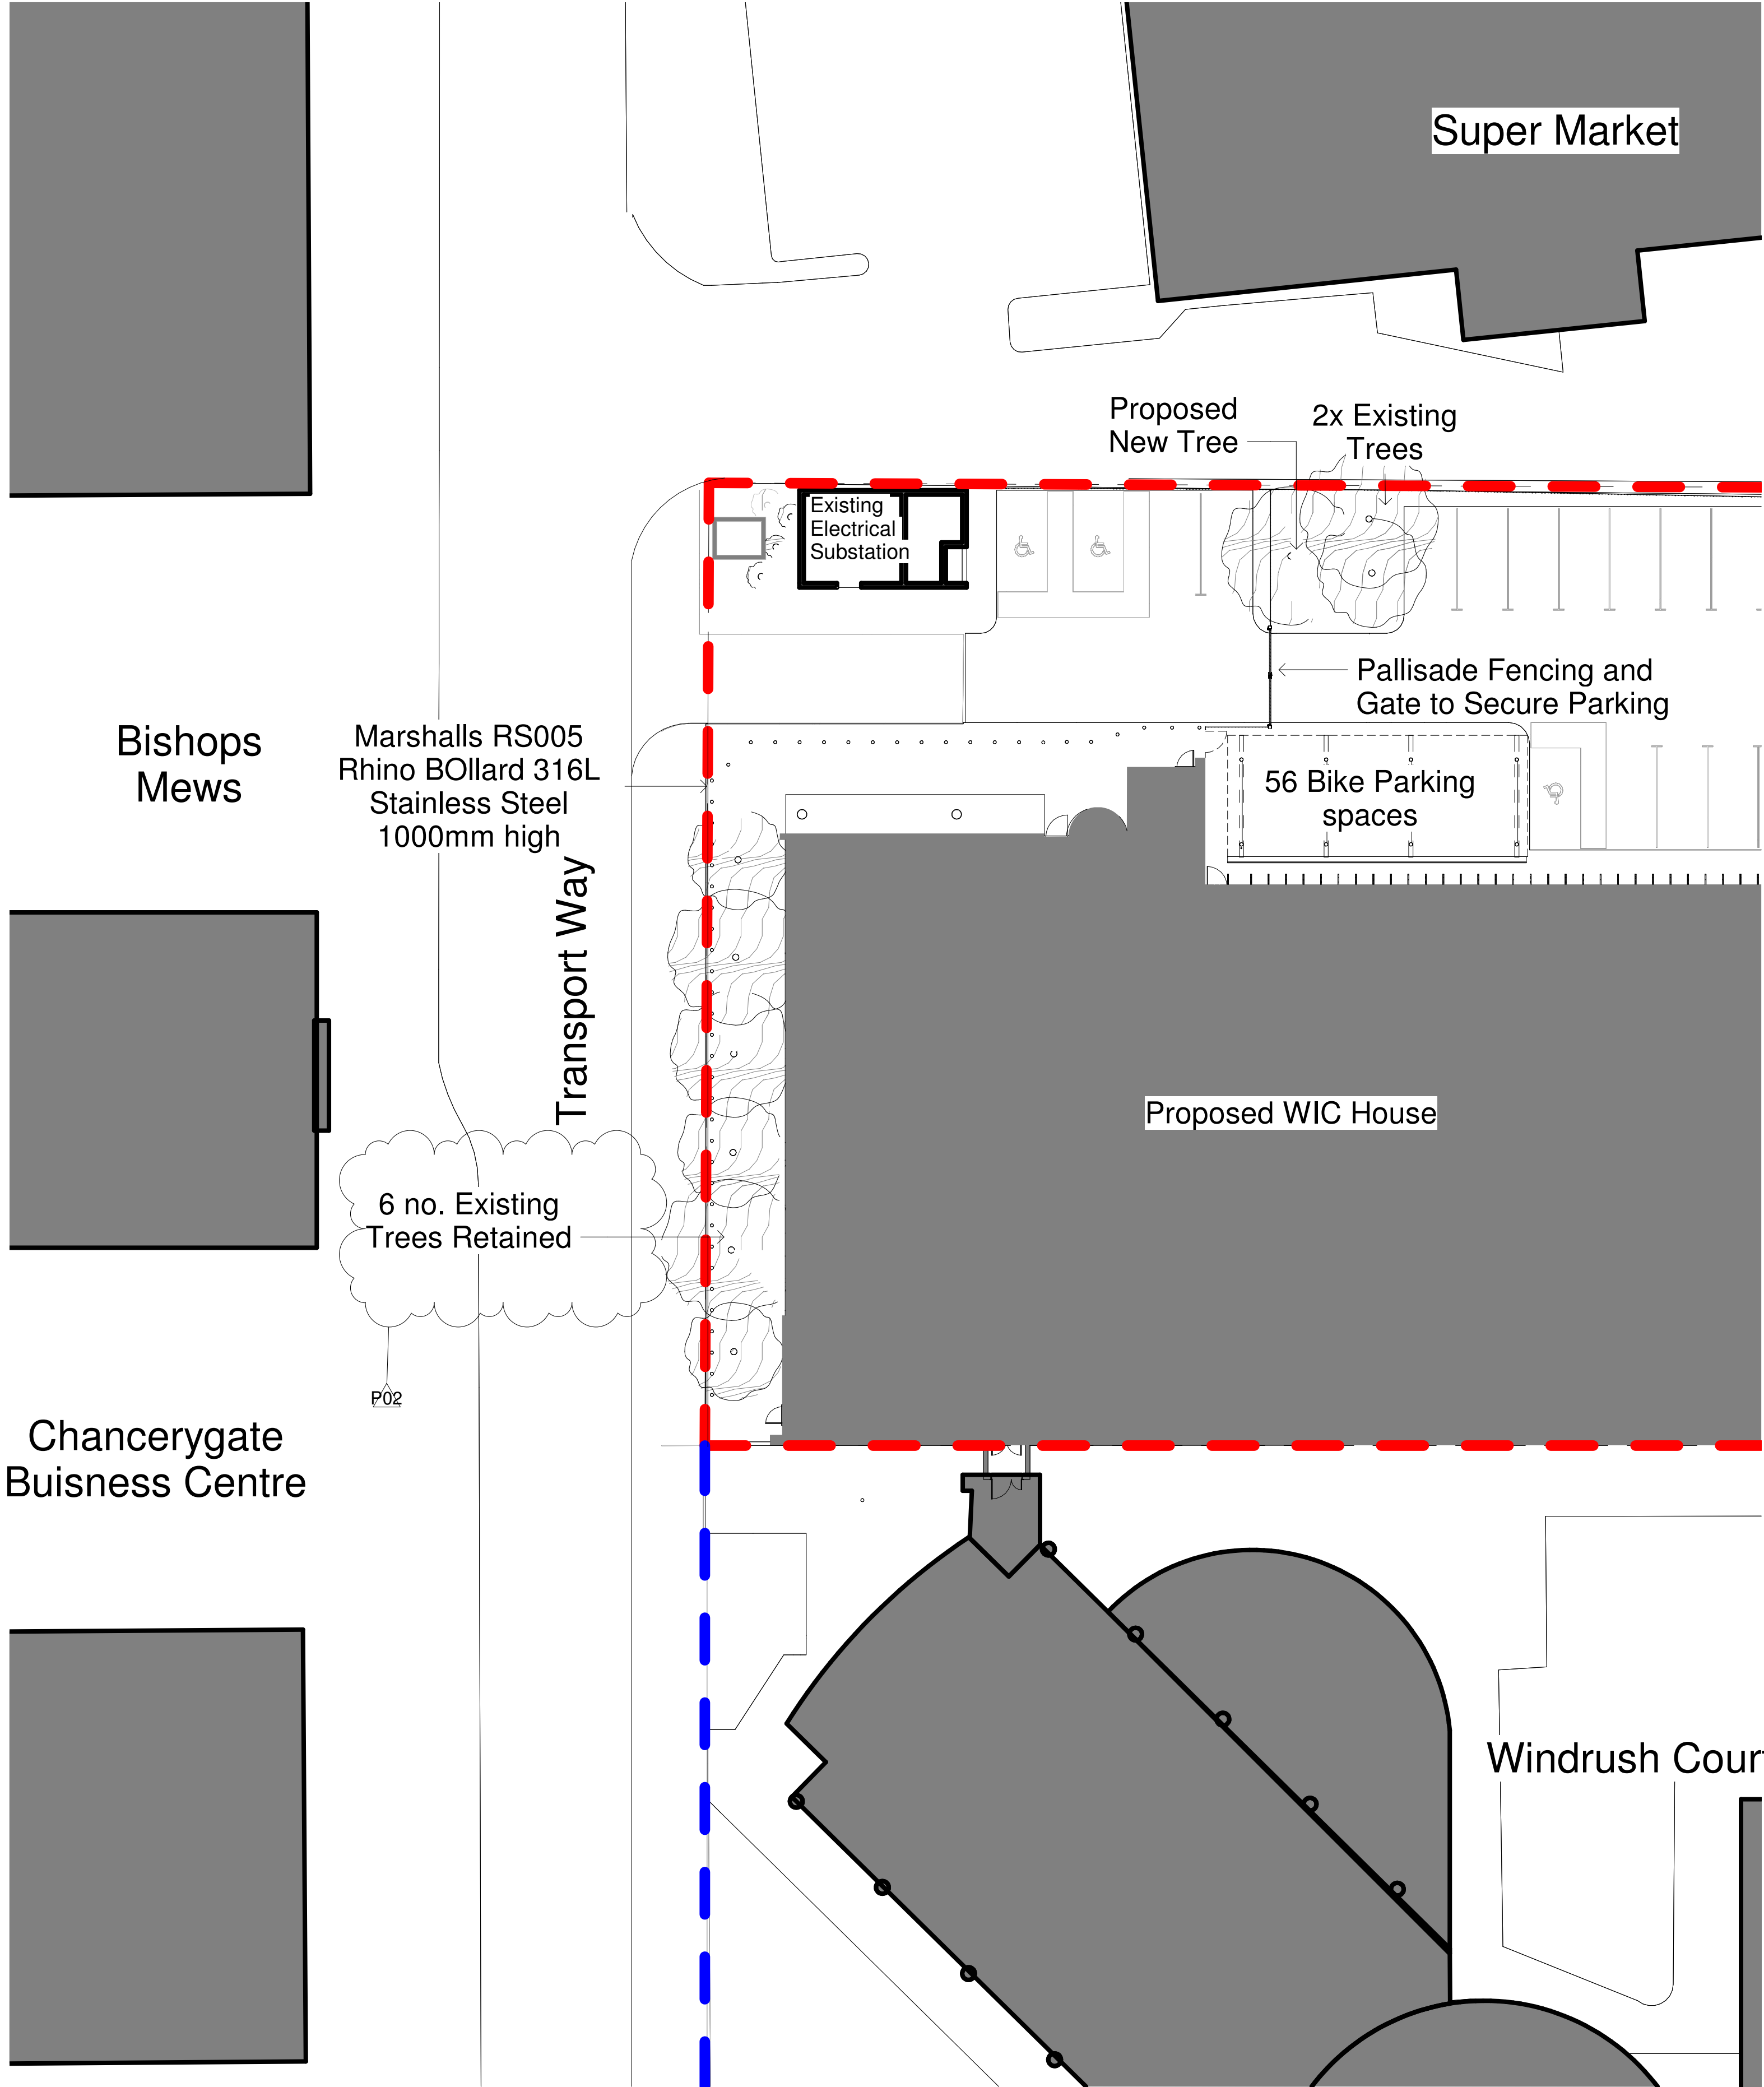 Super Market
Proposed
New Tree
2x Existing
Trees
Existing
Electrical
Substation
Pallisade Fencing and
Gate to Secure Parking
Bishops
Mews
Marshalls RS005
Rhino BOllard 316L
Stainless Steel
1000mm high
56 Bike Parking
spaces
Transport Way
Proposed WIC House
6 no. Existing
Trees Retained
P02
Chancerygate
Buisness Centre
Windrush Cour